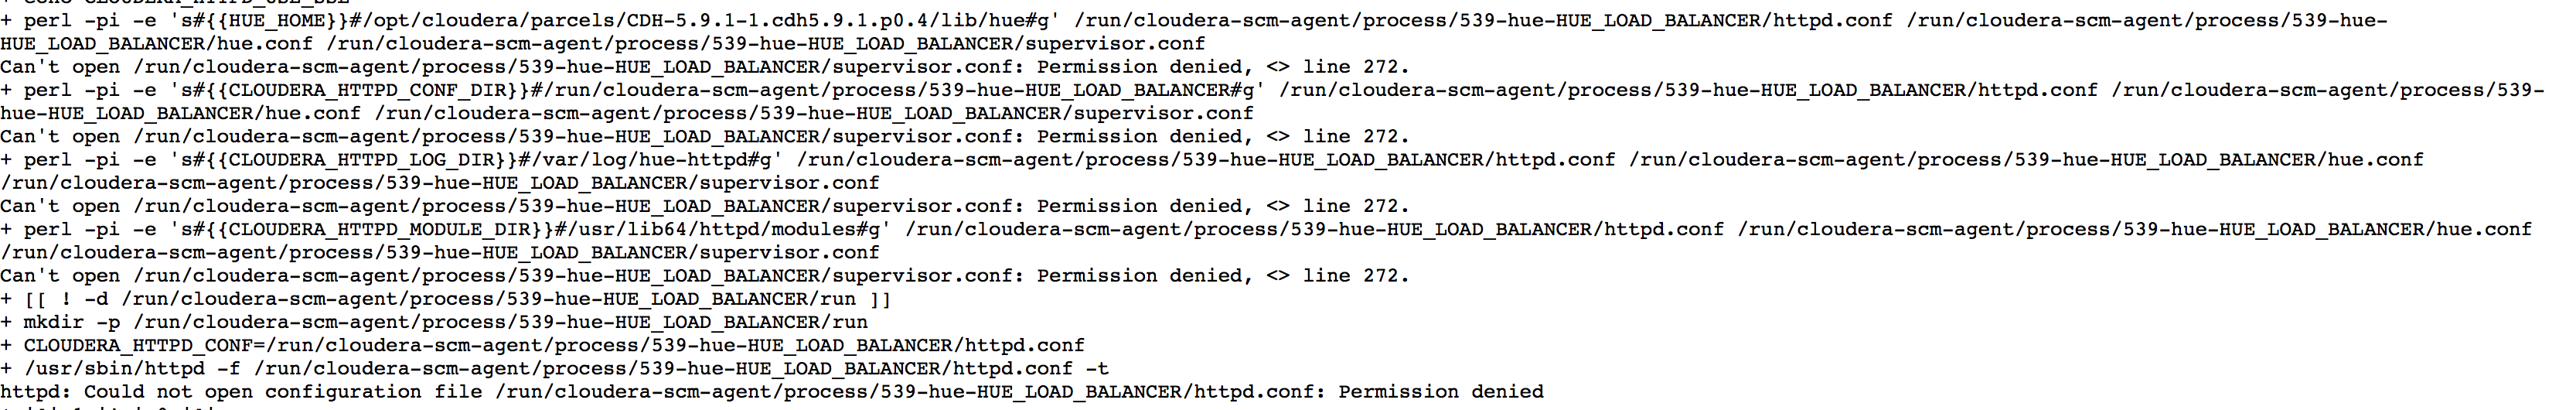 + perl -pi -e 's#{{HUE_HOME}}#/opt/cloudera/parcels/CDH-5.9.1-1.cdh5.9.1.p0.4/lib/hue#g' /run/cloudera-scm-agent/process/539-hue-HUE_LOAD_BALANCER/httpd.conf /run/cloudera-scm-agent/process/539-hue-
HUE_LOAD_BALANCER/hue.conf /run/cloudera-scm-agent/process/539-hue-HUE_LOAD_BALANCER/supervisor.conf
Can't open /run/cloudera-scm-agent/process/539-hue-HUE_LOAD_BALANCER/supervisor.conf: Permission denied, <> line 272.
+ perl -pi -e 's#{{CLOUDERA_HTTPD_CONF_DIR}}#/run/cloudera-scm-agent/process/539-hue-HUE_LOAD_BALANCER#g' /run/cloudera-scm-agent/process/539-hue-HUE_LOAD_BALANCER/httpd.conf /run/cloudera-scm-agent/process/539-
hue-HUE_LOAD_BALANCER/hue.conf /run/cloudera-scm-agent/process/539-hue-HUE_LOAD_BALANCER/supervisor.conf
Can't open /run/cloudera-scm-agent/process/539-hue-HUE_LOAD_BALANCER/supervisor.conf: Permission denied, <> line 272.
+ perl -pi -e 's#{{CLOUDERA_HTTPD_LOG_DIR}}#/var/log/hue-httpd#g' /run/cloudera-scm-agent/process/539-hue-HUE_LOAD_BALANCER/httpd.conf /run/cloudera-scm-agent/process/539-hue-HUE_LOAD_BALANCER/hue.conf
/run/cloudera-scm-agent/process/539-hue-HUE_LOAD_BALANCER/supervisor.conf
Can't open /run/cloudera-scm-agent/process/539-hue-HUE_LOAD_BALANCER/supervisor.conf: Permission denied, <> line 272.
+ perl -pi -e 's#{{CLOUDERA_HTTPD_MODULE_DIR}}#/usr/lib64/httpd/modules#g' /run/cloudera-scm-agent/process/539-hue-HUE_LOAD_BALANCER/httpd.conf /run/cloudera-scm-agent/process/539-hue-HUE_LOAD_BALANCER/hue.conf
/run/cloudera-scm-agent/process/539-hue-HUE_LOAD_BALANCER/supervisor.conf
Can't open /run/cloudera-scm-agent/process/539-hue-HUE_LOAD_BALANCER/supervisor.conf: Permission denied, <> line 272.
+ [[ ! -d /run/cloudera-scm-agent/process/539-hue-HUE_LOAD_BALANCER/run ]]
+ mkdir -p /run/cloudera-scm-agent/process/539-hue-HUE_LOAD_BALANCER/run
+ CLOUDERA_HTTPD_CONF=/run/cloudera-scm-agent/process/539-hue-HUE_LOAD_BALANCER/httpd.conf
+ /usr/sbin/httpd -f /run/cloudera-scm-agent/process/539-hue-HUE_LOAD_BALANCER/httpd.conf -t
httpd: Could not open configuration file /run/cloudera-scm-agent/process/539-hue-HUE_LOAD_BALANCER/httpd.conf: Permission denied